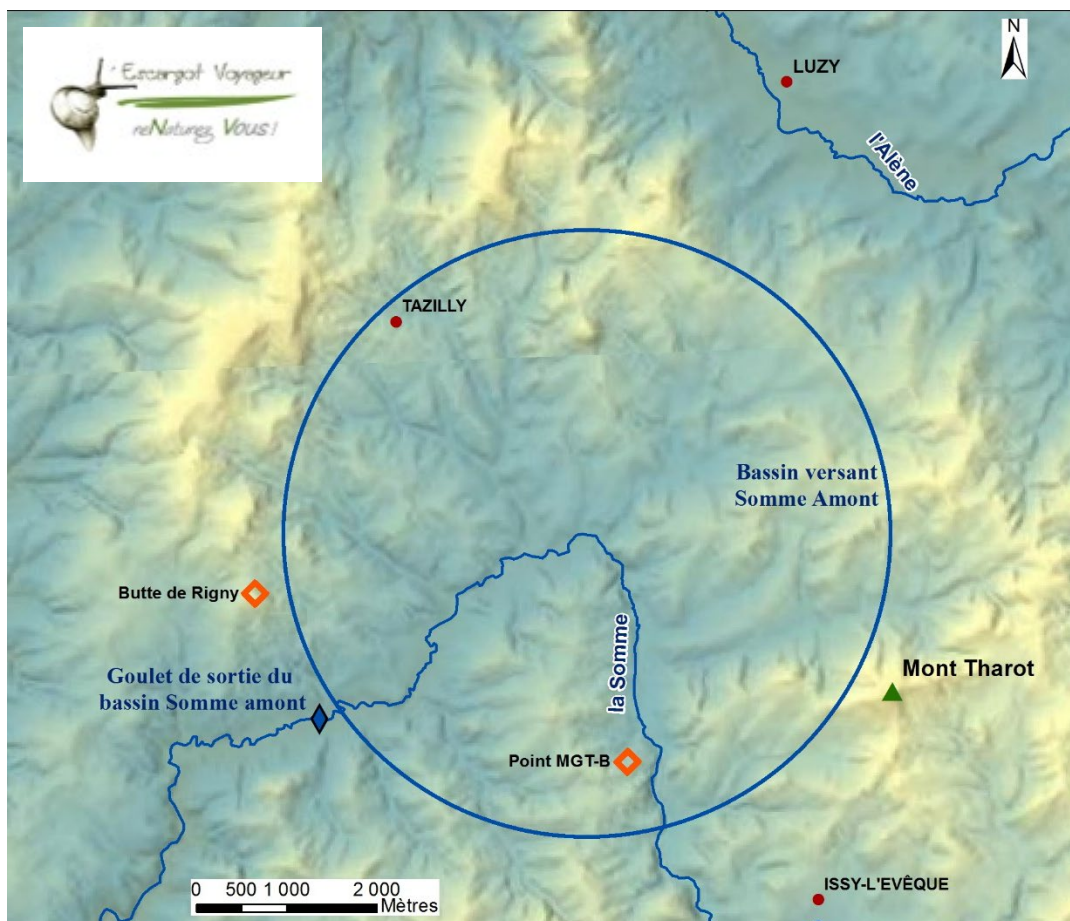 L'Escargot Voyageur
reNaturez Vous!
N
LUZY
l'Alène
TAZILLY
Bassin versant
Somme Amont
Butte de Rigny
la Somme
Mont Tharot
Goulet de sortie du
bassin Somme amont
Point MGT-B
ISSY-L'EVÊQUE
0 500 1 000 2 000
Mètres